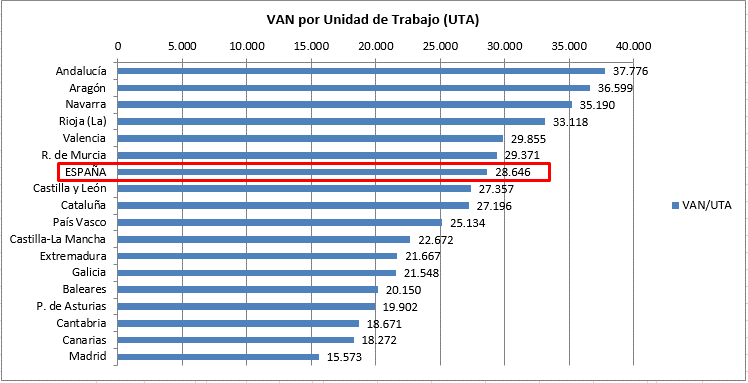 VAN por Unidad de Trabajo (UTA)
0 5.000 10.000 15.000 20.000 25.000 30.000 35.000 40.000
Andalucía 37.776
Aragón 36.599
Navarra 35.190
Rioja (La) 33.118
Valencia 29.855
R. de Murcia 29.371
ESPAÑA 28.646
Castilla y León 27.357
Cataluña 27.196
País Vasco 25.134
VAN/UTA
Castilla-La Mancha 22.672
Extremadura 21.667
Galicia 21.548
Baleares 20.150
P. de Asturias 19.902
Cantabria 18.671
Canarias 18.272
Madrid 15.573